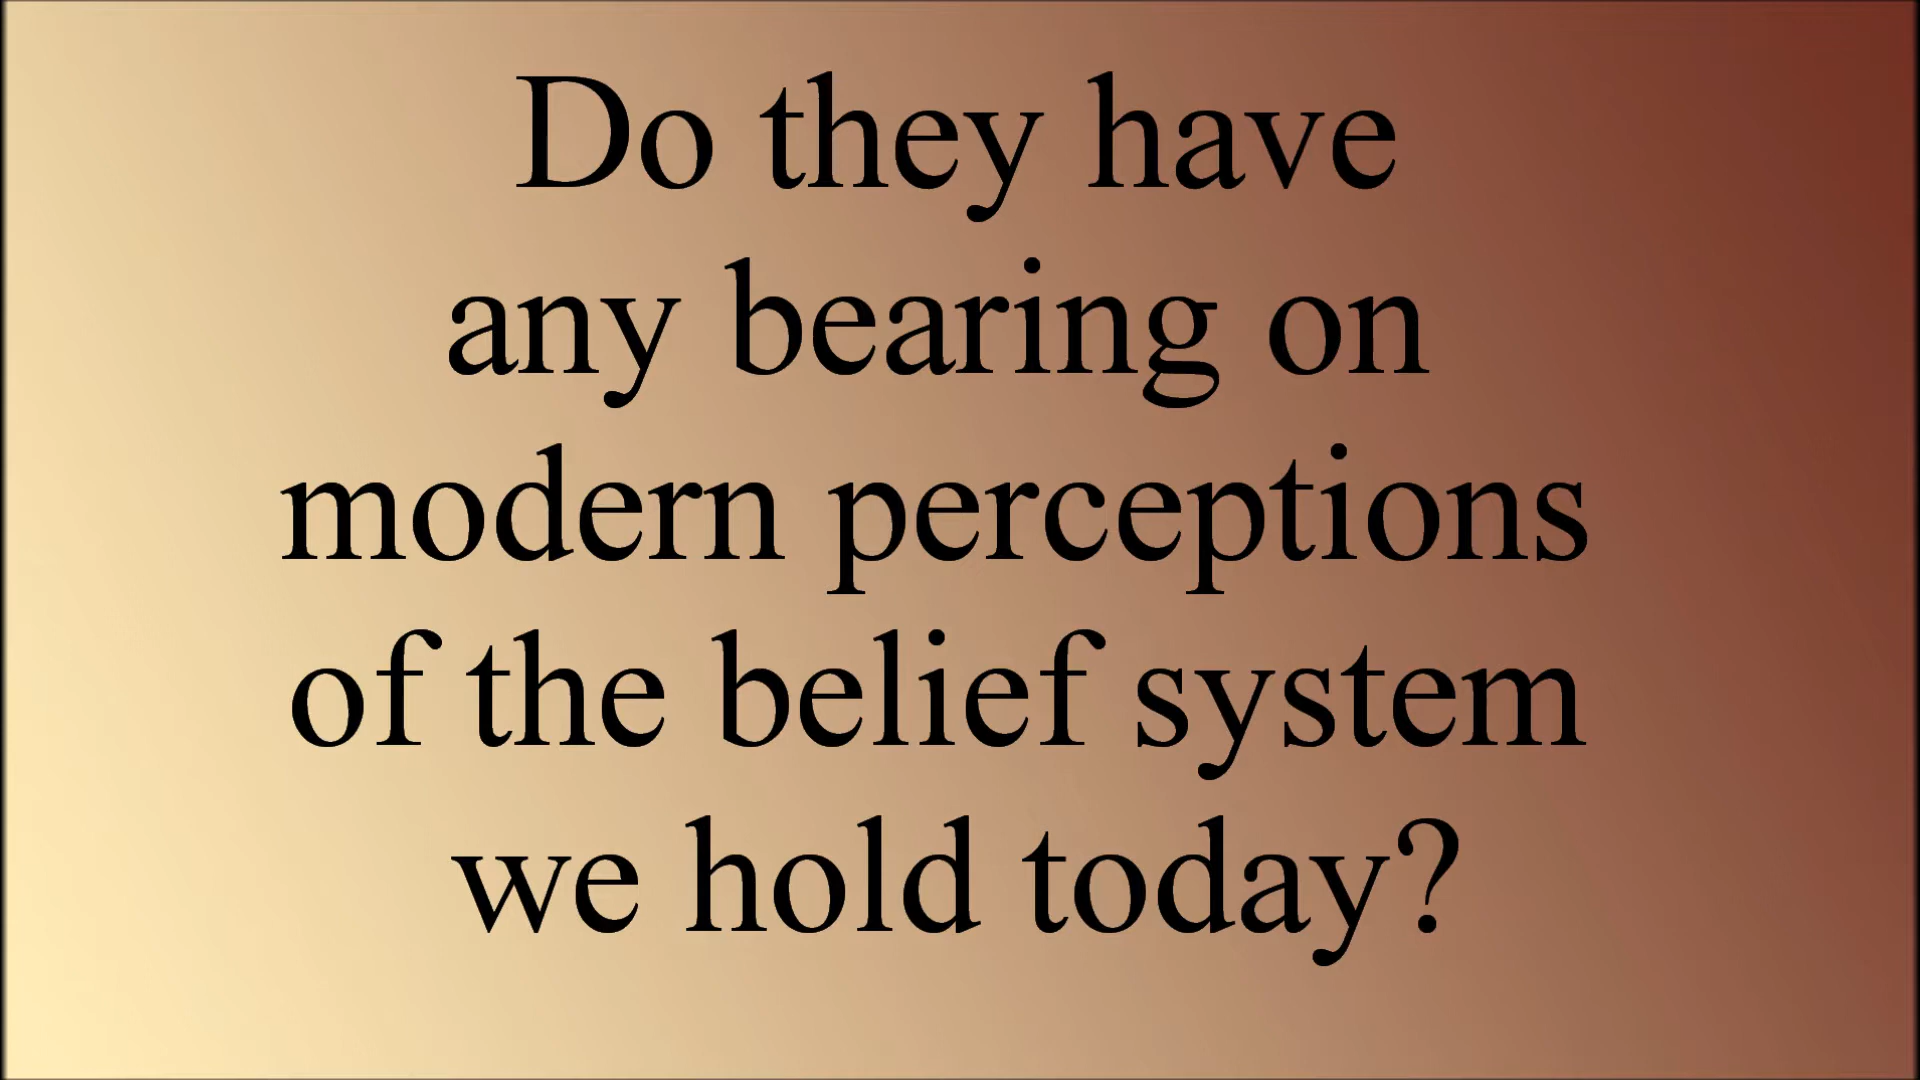 Do they have
any bearing on
modern perceptions
of the belief system
we hold today?